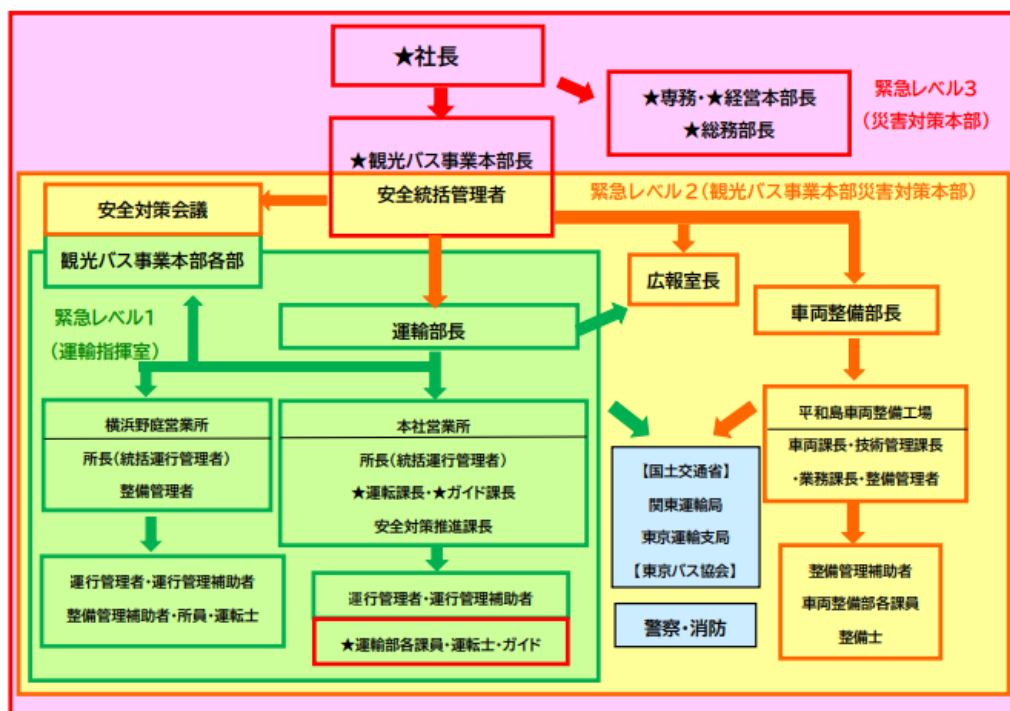 ★社長
★専務・★経営本部長
★総務部長
緊急レベル3
(災害対策本部)
★観光バス事業本部長
安全統括管理者
緊急レベル2(観光バス事業本部災害対策本部)
安全対策会議
観光バス事業本部各部
広報室長
車両整備部長
緊急レベル1
(運輸指揮室)
運輸部長
横浜野庭営業所
所長(統括運行管理者)
整備管理者
本社営業所
所長(統括運行管理者)
★運転課長・★ガイド課長
安全対策推進課長
平和島車両整備工場
車両課長・技術管理課長
・業務課長・整備管理者
【国土交通省】
関東運輸局
東京運輸支局
【東京バス協会】
運行管理者・運行管理補助者
整備管理補助者・所員・運転士
運行管理者・運行管理補助者
★運輸部各課員・運転士・ガイド
警察・消防
整備管理補助者
車両整備部各課員
整備士